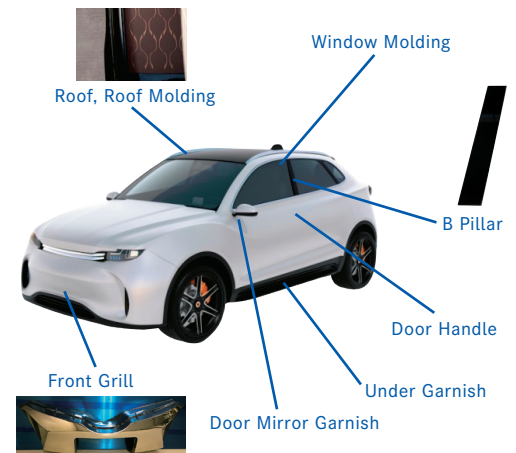 Window Molding
Roof, Roof Molding
B Pillar
Door Handle
Front Grill
Under Garnish
Door Mirror Garnish